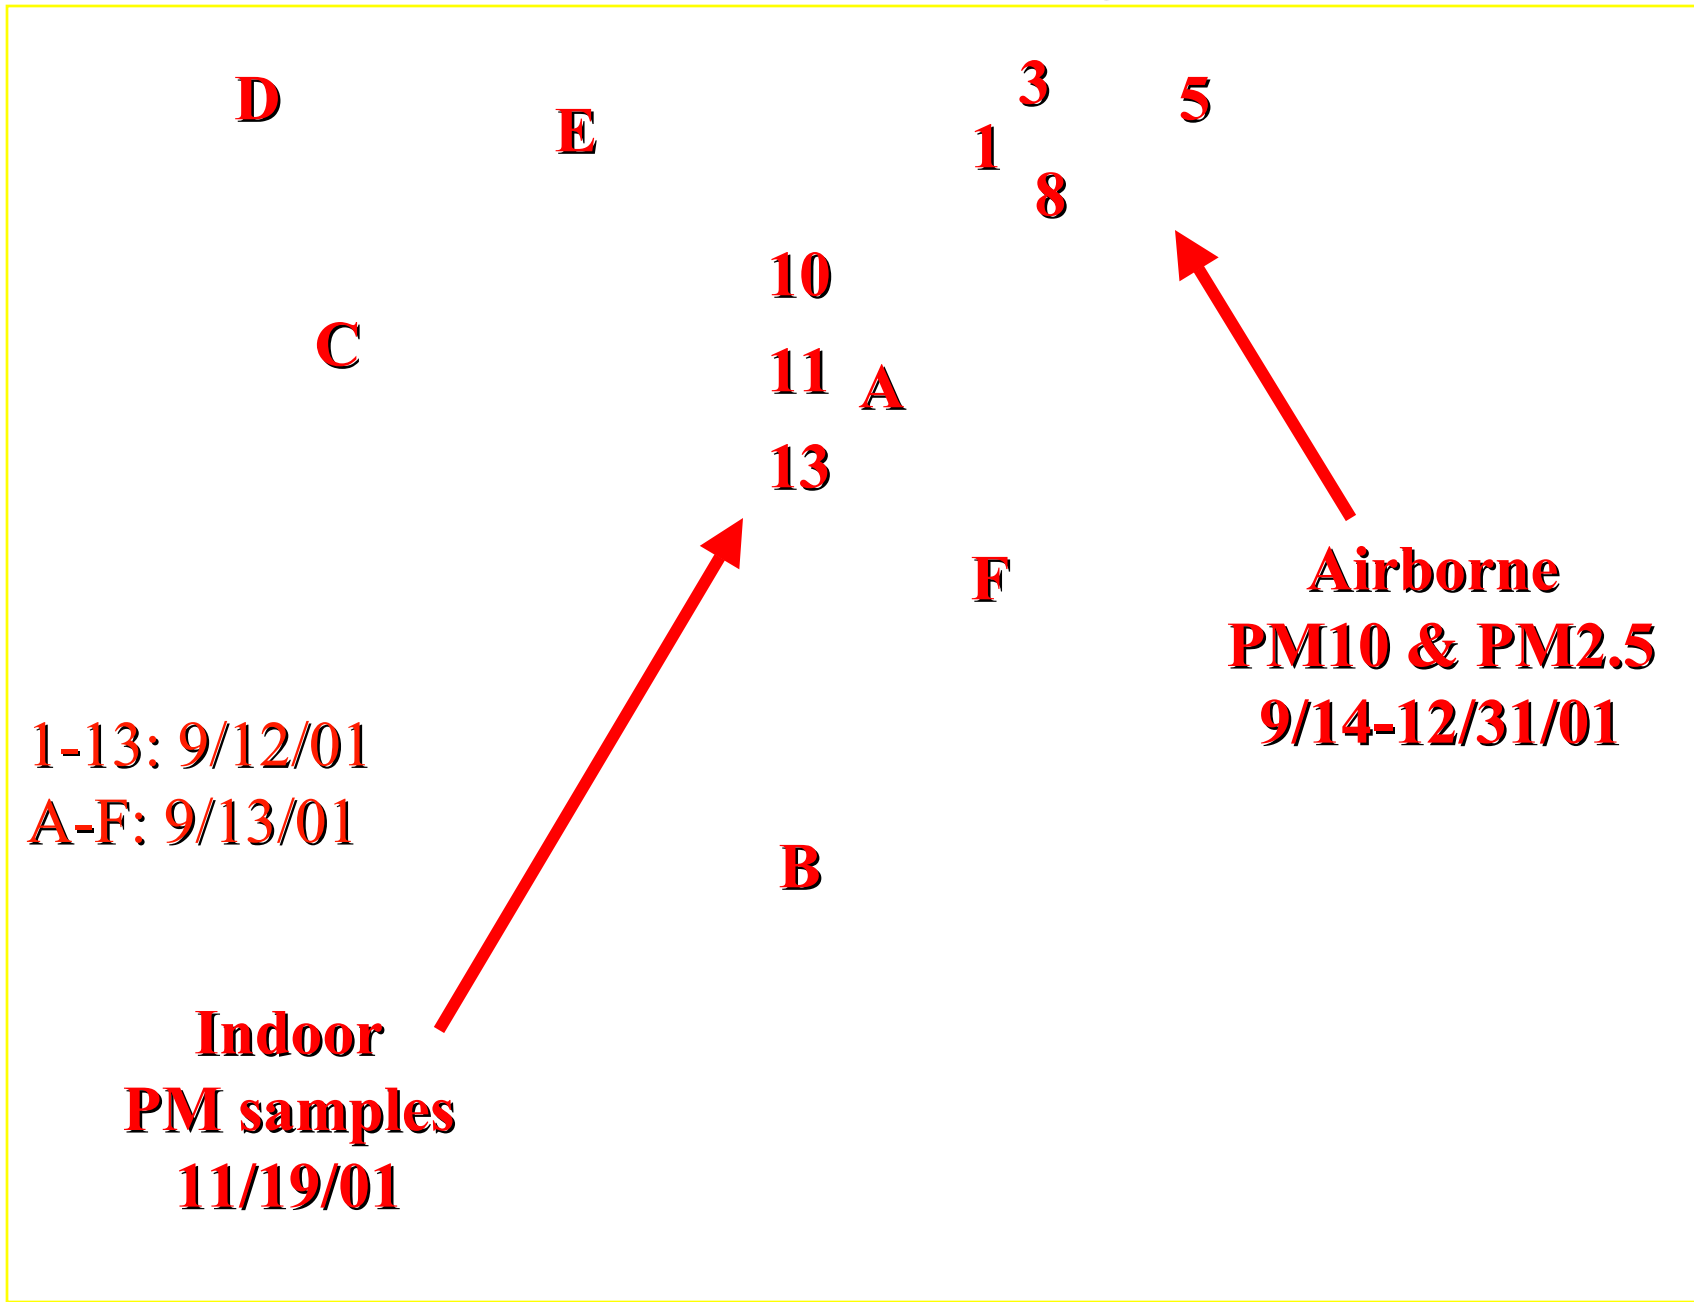 D
E
3
5
1
8
10
C
11
A
13
F
Airborne
PM10 & PM2.5
9/14-12/31/01
1-13: 9/12/01
A-F: 9/13/01
B
Indoor
PM samples
11/19/01